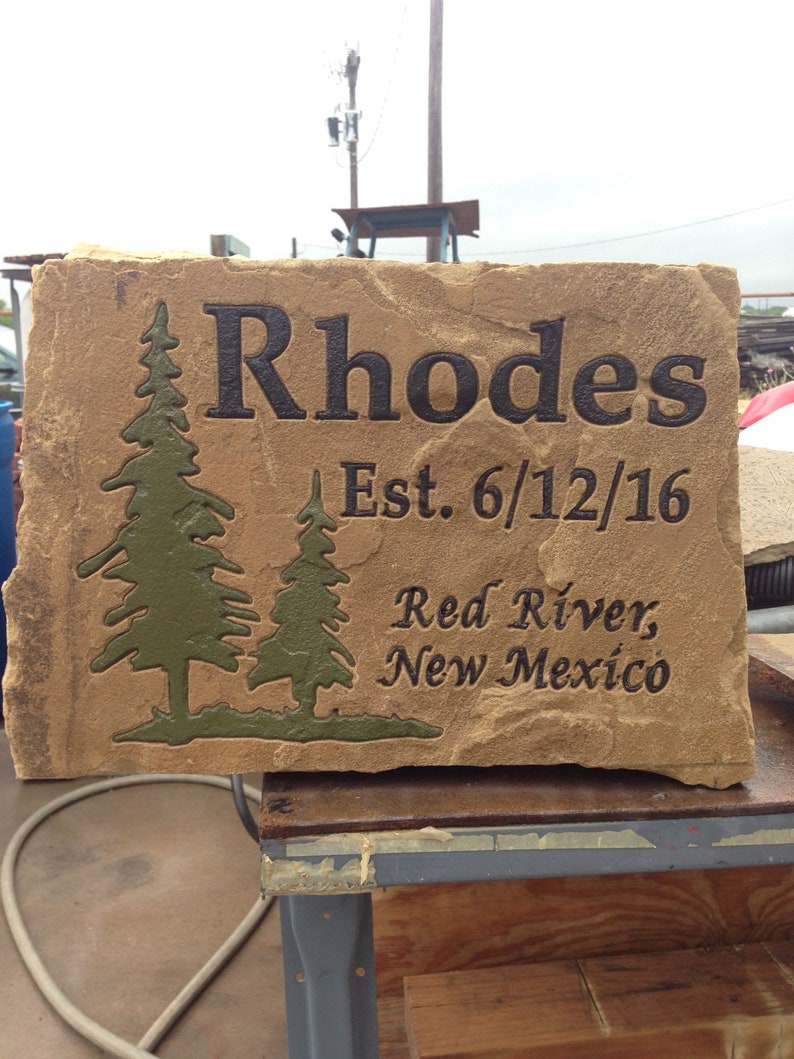 Rhodes
Est. 6/12/16
Red River,
New Mexico